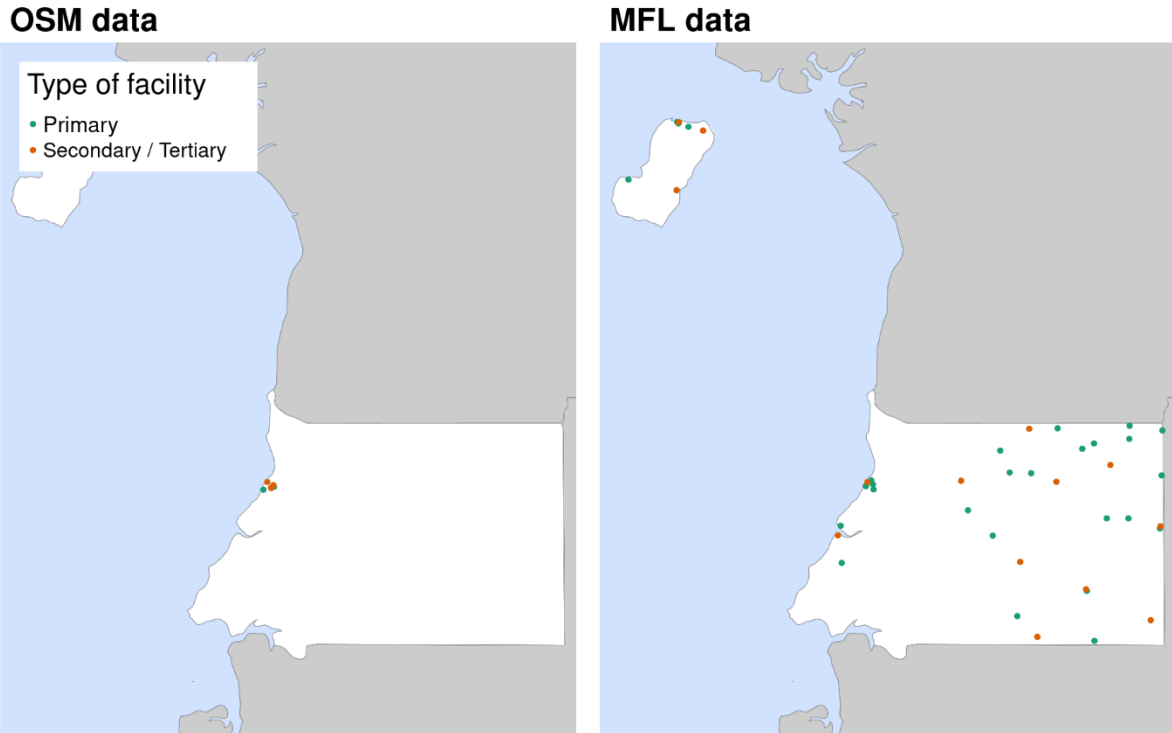 OSM data
MFL data
Type of facility
Primary
Secondary / Tertiary